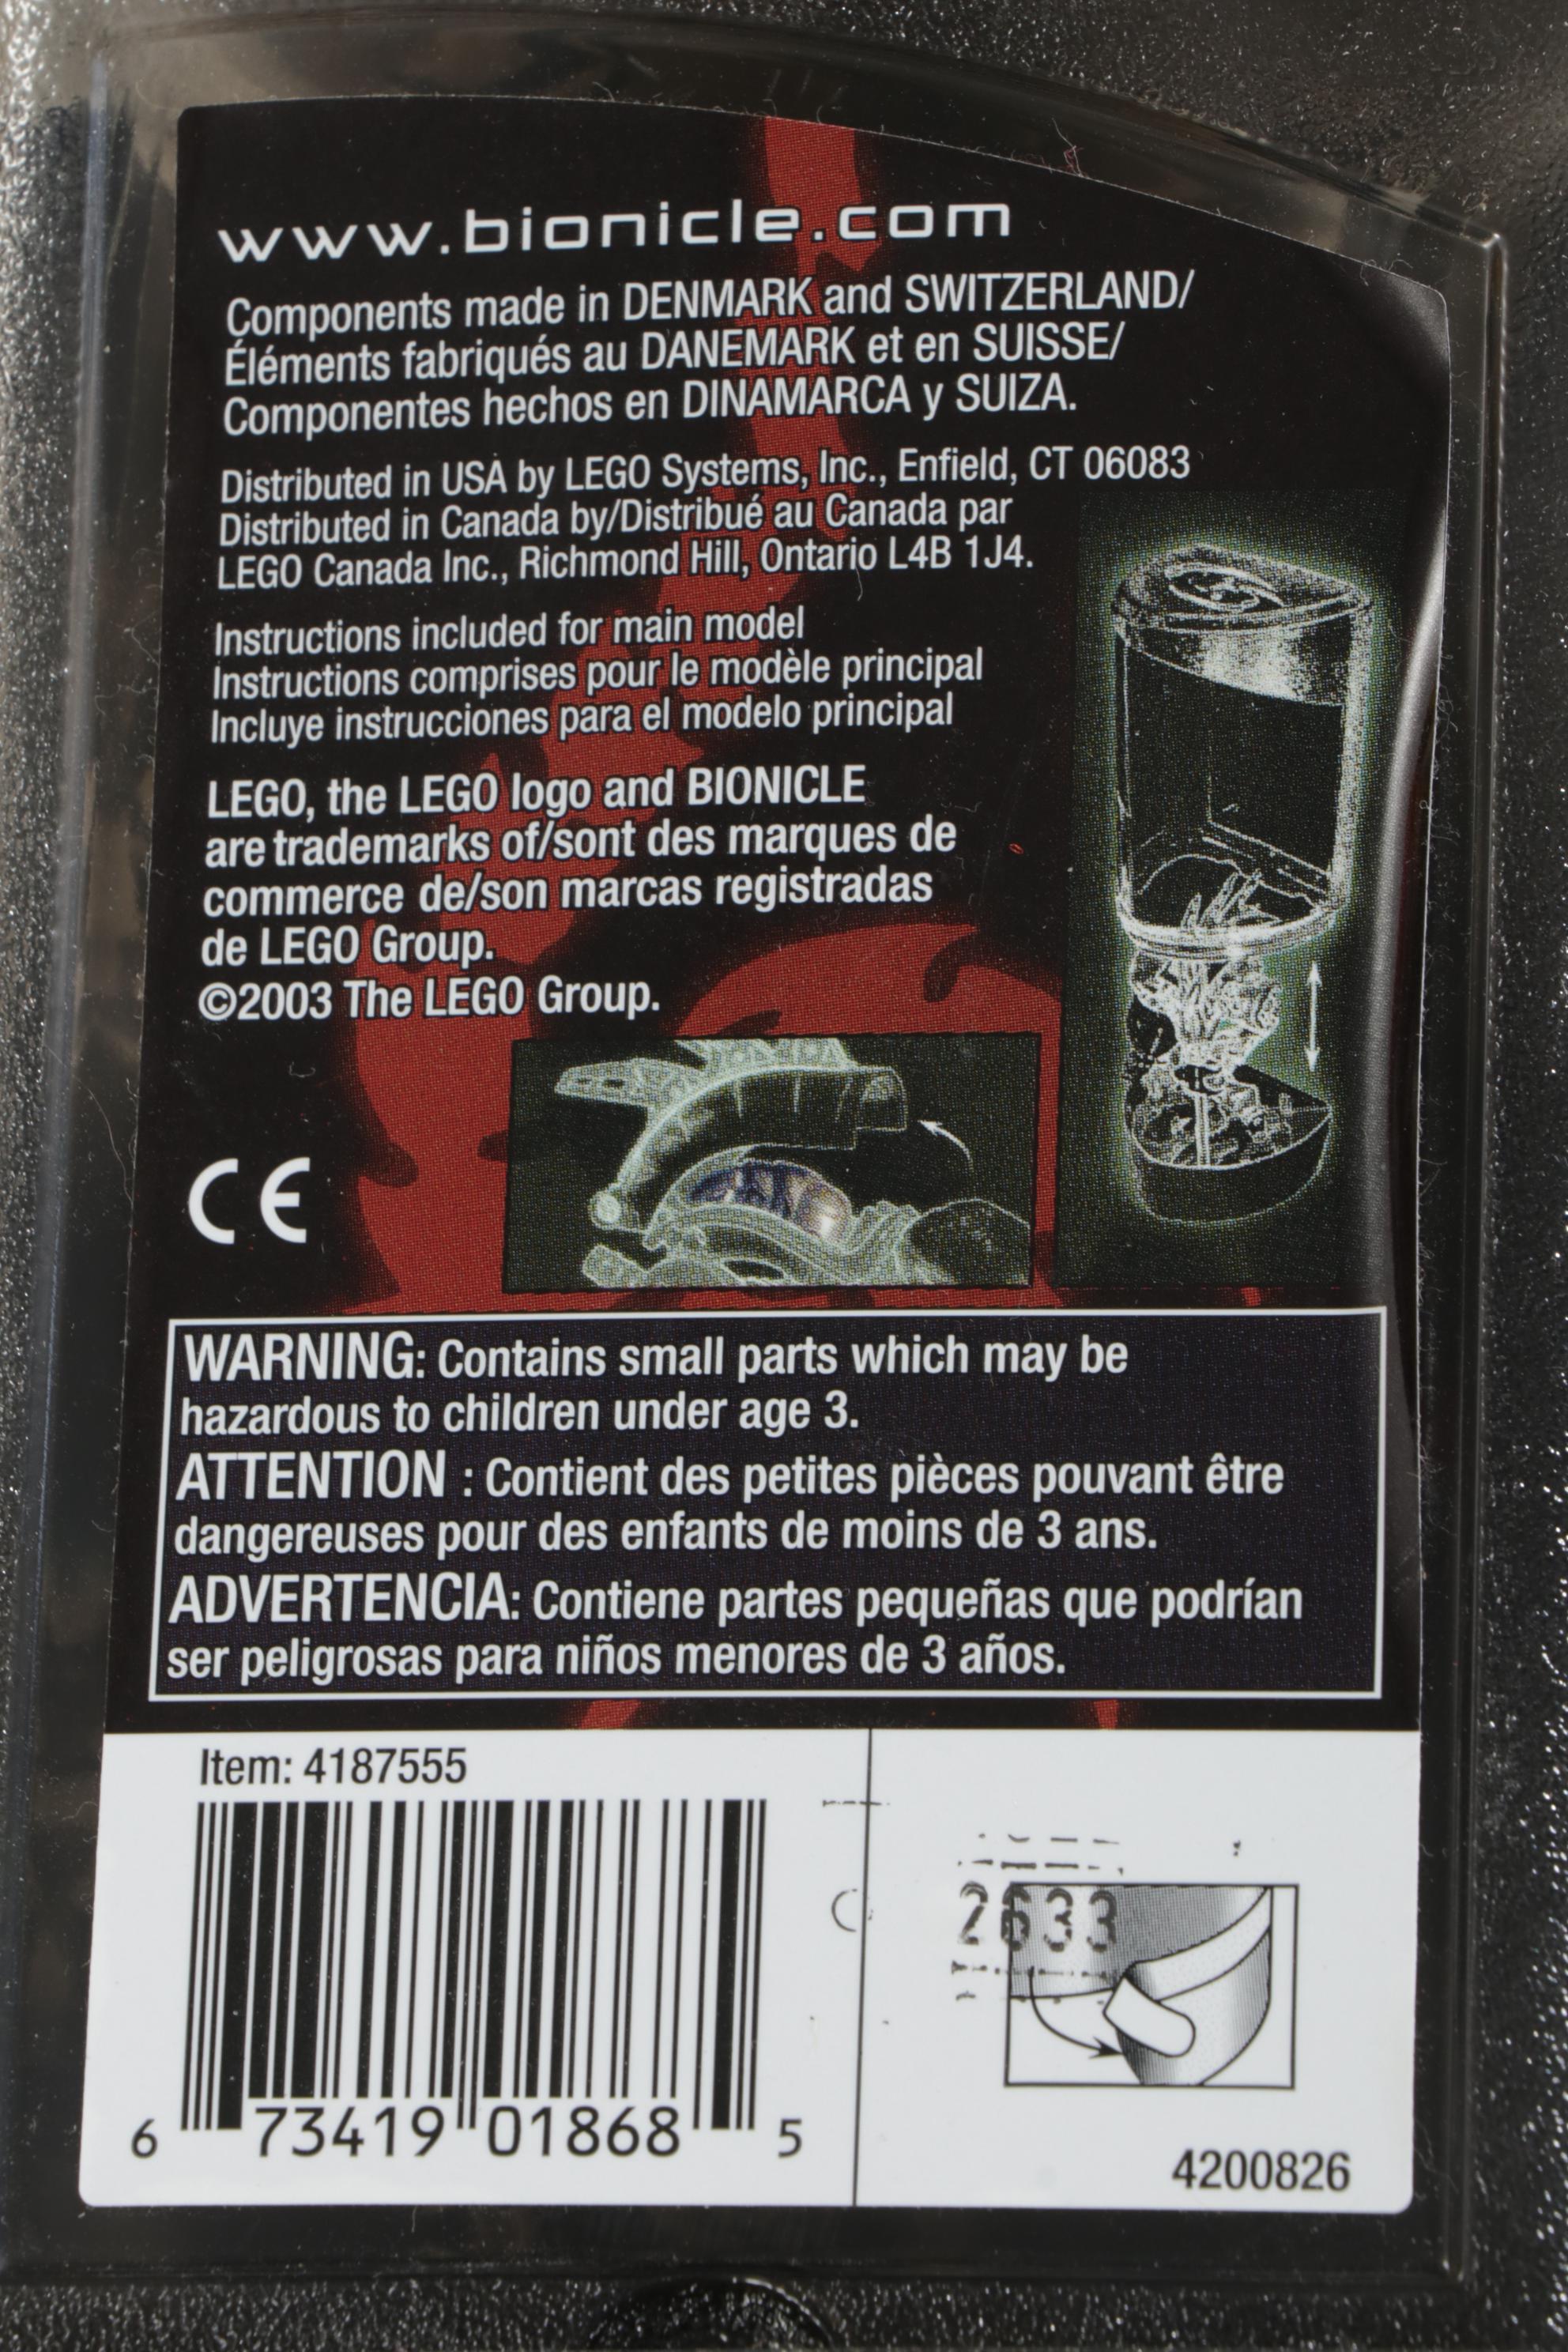 www.bionicle.com
Components made in DENMARK and SWITZERLAND/
Éléments fabriqués au DANEMARK et en SUISSE/
Componentes hechos en DINAMARCA y SUIZA.
Distributed in USA by LEGO Systems, Inc., Enfield, CT 06083
Distributed in Canada by/Distribué au Canada par
LEGO Canada Inc., Richmond Hill, Ontario L4B 1J4.
Instructions included for main model
Instructions comprises pour le modèle principal
Incluye instrucciones para el modelo principal
LEGO, the LEGO logo and BIONICLE
are trademarks of/sont des marques de
commerce de/son marcas registradas
de LEGO Group.
©2003 The LEGO Group.
CE
WARNING: Contains small parts which may be
hazardous to children under age 3.
ATTENTION : Contient des petites pièces pouvant être
dangereuses pour des enfants de moins de 3 ans.
ADVERTENCIA: Contiene partes pequeñas que podrían
ser peligrosas para niños menores de 3 años.
Item: 4187555
2633
6 73419 01868 5
4200826